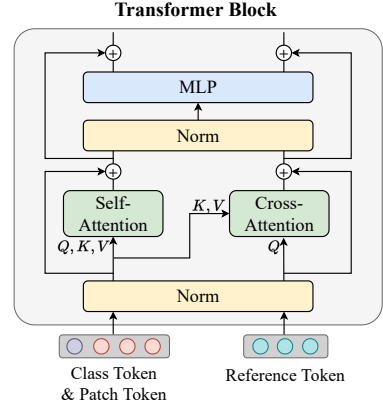 Transformer Block
MLP
Norm
Self-
Attention
K, V
Cross-
Attention
Q, K, V
Q
Norm
Class Token
& Patch Token
Reference Token